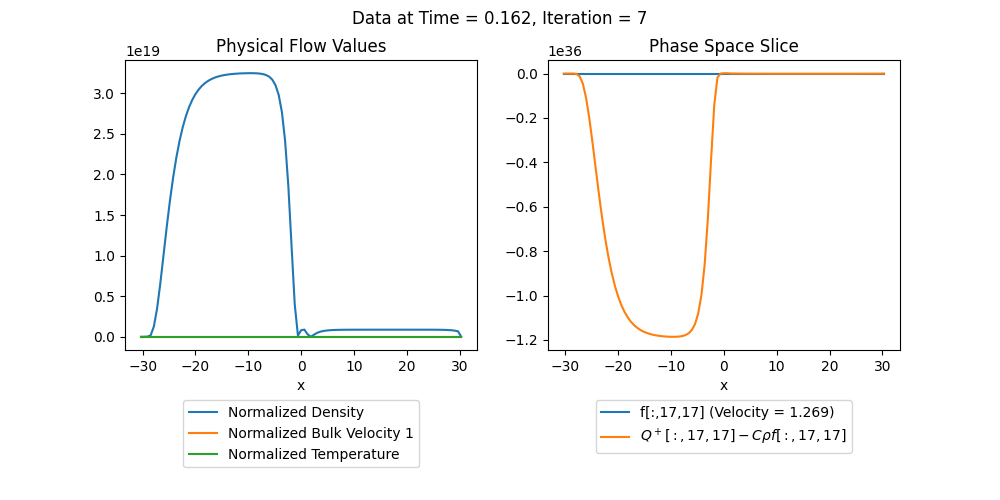 Data at Time = 0.162, Iteration = 7
Physical Flow Values
1e19
3.0
2.5
2.0
1.5
1.0
0.5
0.0
−30 −20 −10 0 10 20 30
x
Normalized Density
Normalized Bulk Velocity 1
Normalized Temperature
Phase Space Slice
1e36
0.0
−0.2
−0.4
−0.6
−0.8
−1.0
−1.2
−30 −20 −10 0 10 20 30
x
f[:,17,17] (Velocity = 1.269)
Q⁺[:, 17, 17] − Cρf[:, 17, 17]